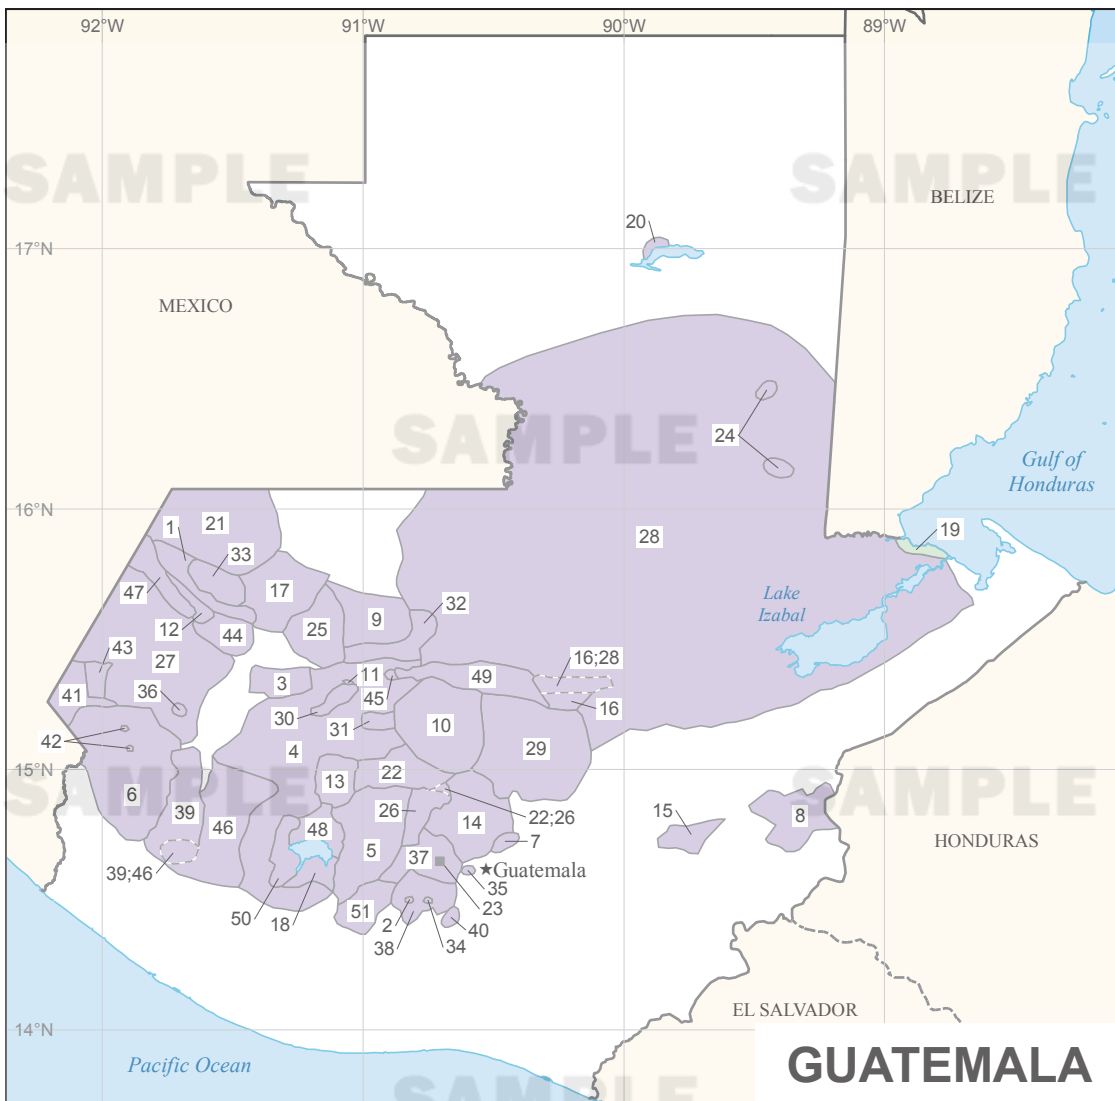 92°W 91°W 90°W 89°W
SAMPLE SAMPLE
BELIZE
20
17°N
MEXICO
SAMPLE
24
Gulf of
Honduras
16°N
1 21
19
28
33
47
17
Lake
Izabal
32
9
12
25
44
43
27
16;28
11
49
3
41
36
45
16
30
10
42
31
29
4
15°N
22
13
SAMPLE SAMPLE
6
26
15
39
22;26
8
46
48
14
7
HONDURAS
5
37
39;46
Guatemala
35
23
51
50
18
2
40
38
34
EL SALVADOR
14°N
Pacific Ocean
GUATEMALA
SAMPLE